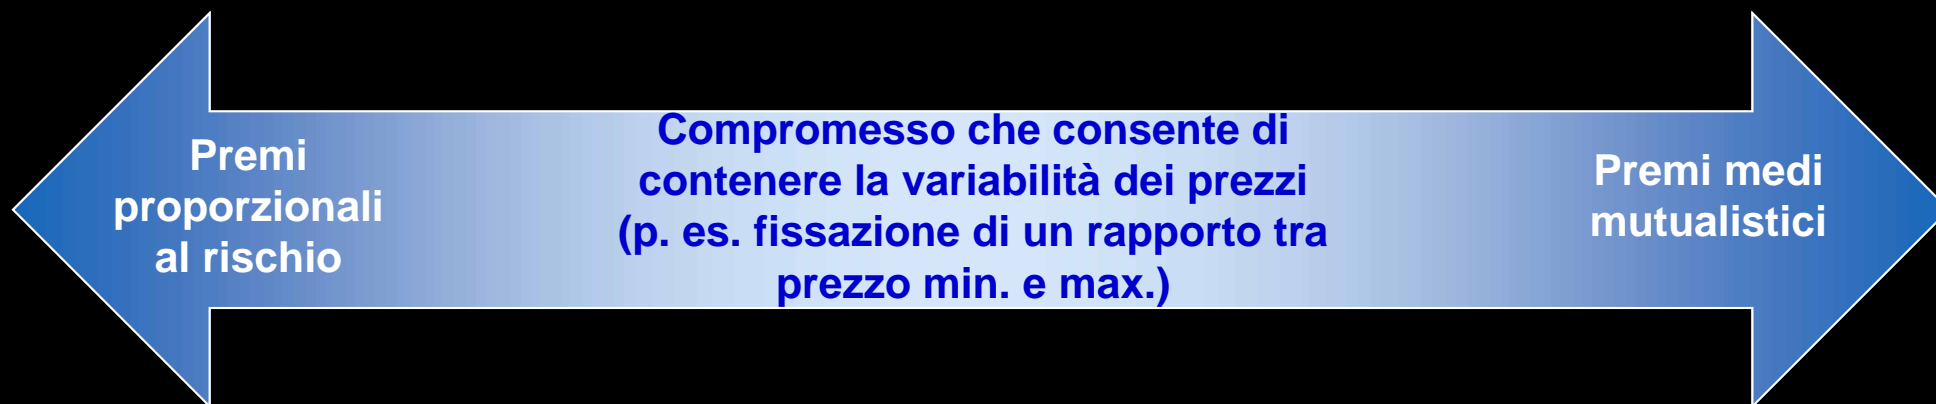 Premi
proporzionali
al rischio
Compromesso che consente di
contenere la variabilità dei prezzi
(p. es. fissazione di un rapporto tra
prezzo min. e max.)
Premi medi
mutualistici